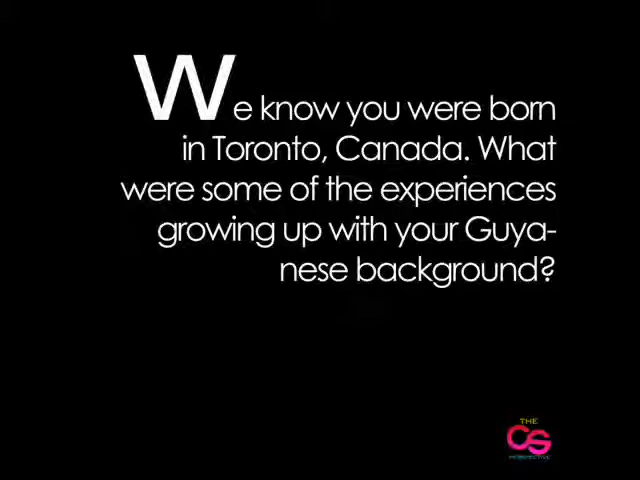 We know you were born
in Toronto, Canada. What
were some of the experiences
growing up with your Guya-
nese background?
THE
CS
PERSPECTIVE